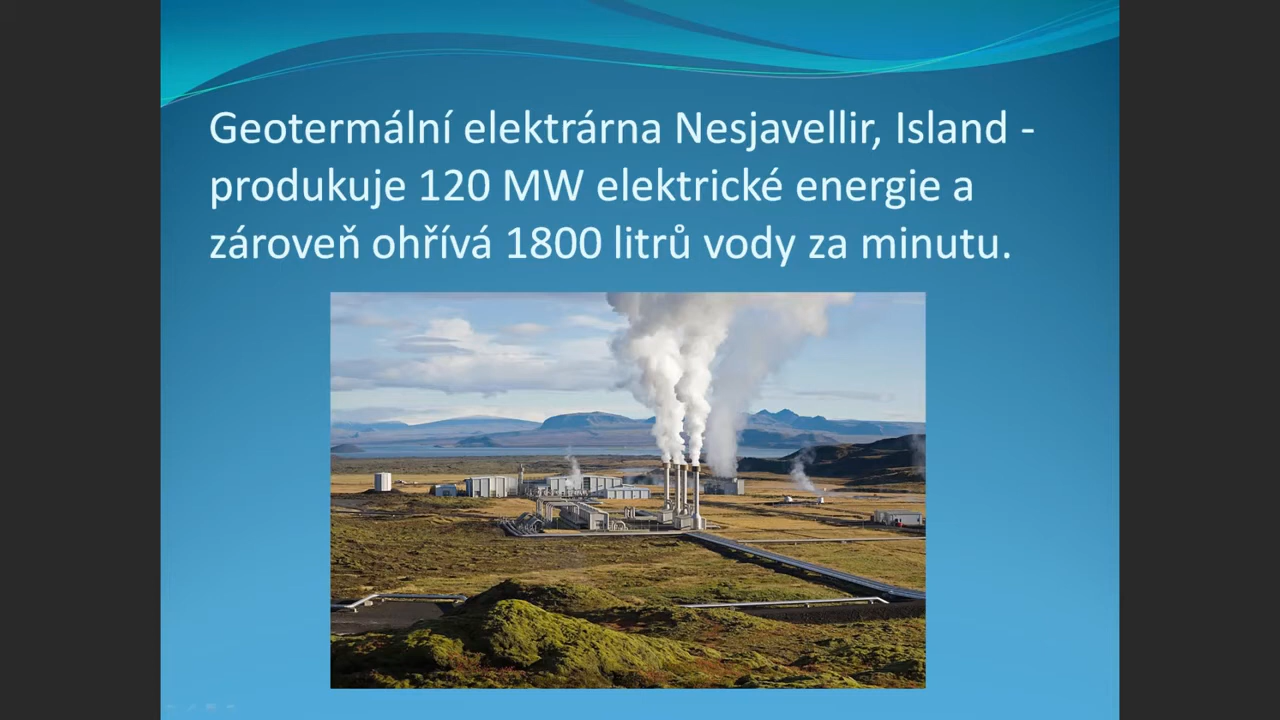 Geotermální elektrárna Nesjavellir, Island -
produkuje 120 MW elektrické energie a
zároveň ohřívá 1800 litrů vody za minutu.